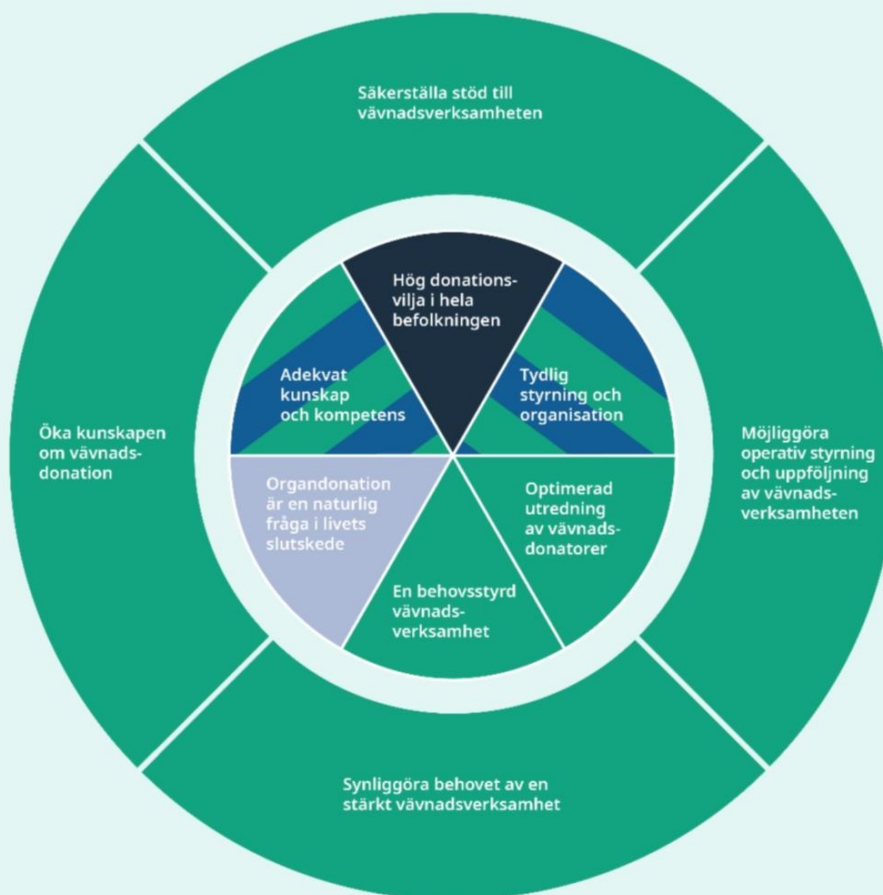 Säkerställa stöd till
vävnadsverksamheten
Hög donations-
vilja i hela
befolkningen
Adekvat
kunskap
och kompetens
Tydlig
styrning och
organisation
Öka kunskapen
om vävnads-
donation
Möjliggöra
operativ styrning
och uppföljning
av vävnads-
verksamheten
Organdonation
är en naturlig
fråga i livets
slutskede
Optimerad
utredning
av vävnads-
donatorer
En behovsstyrd
vävnads-
verksamhet
Synliggöra behovet av en
stärkt vävnadsverksamhet